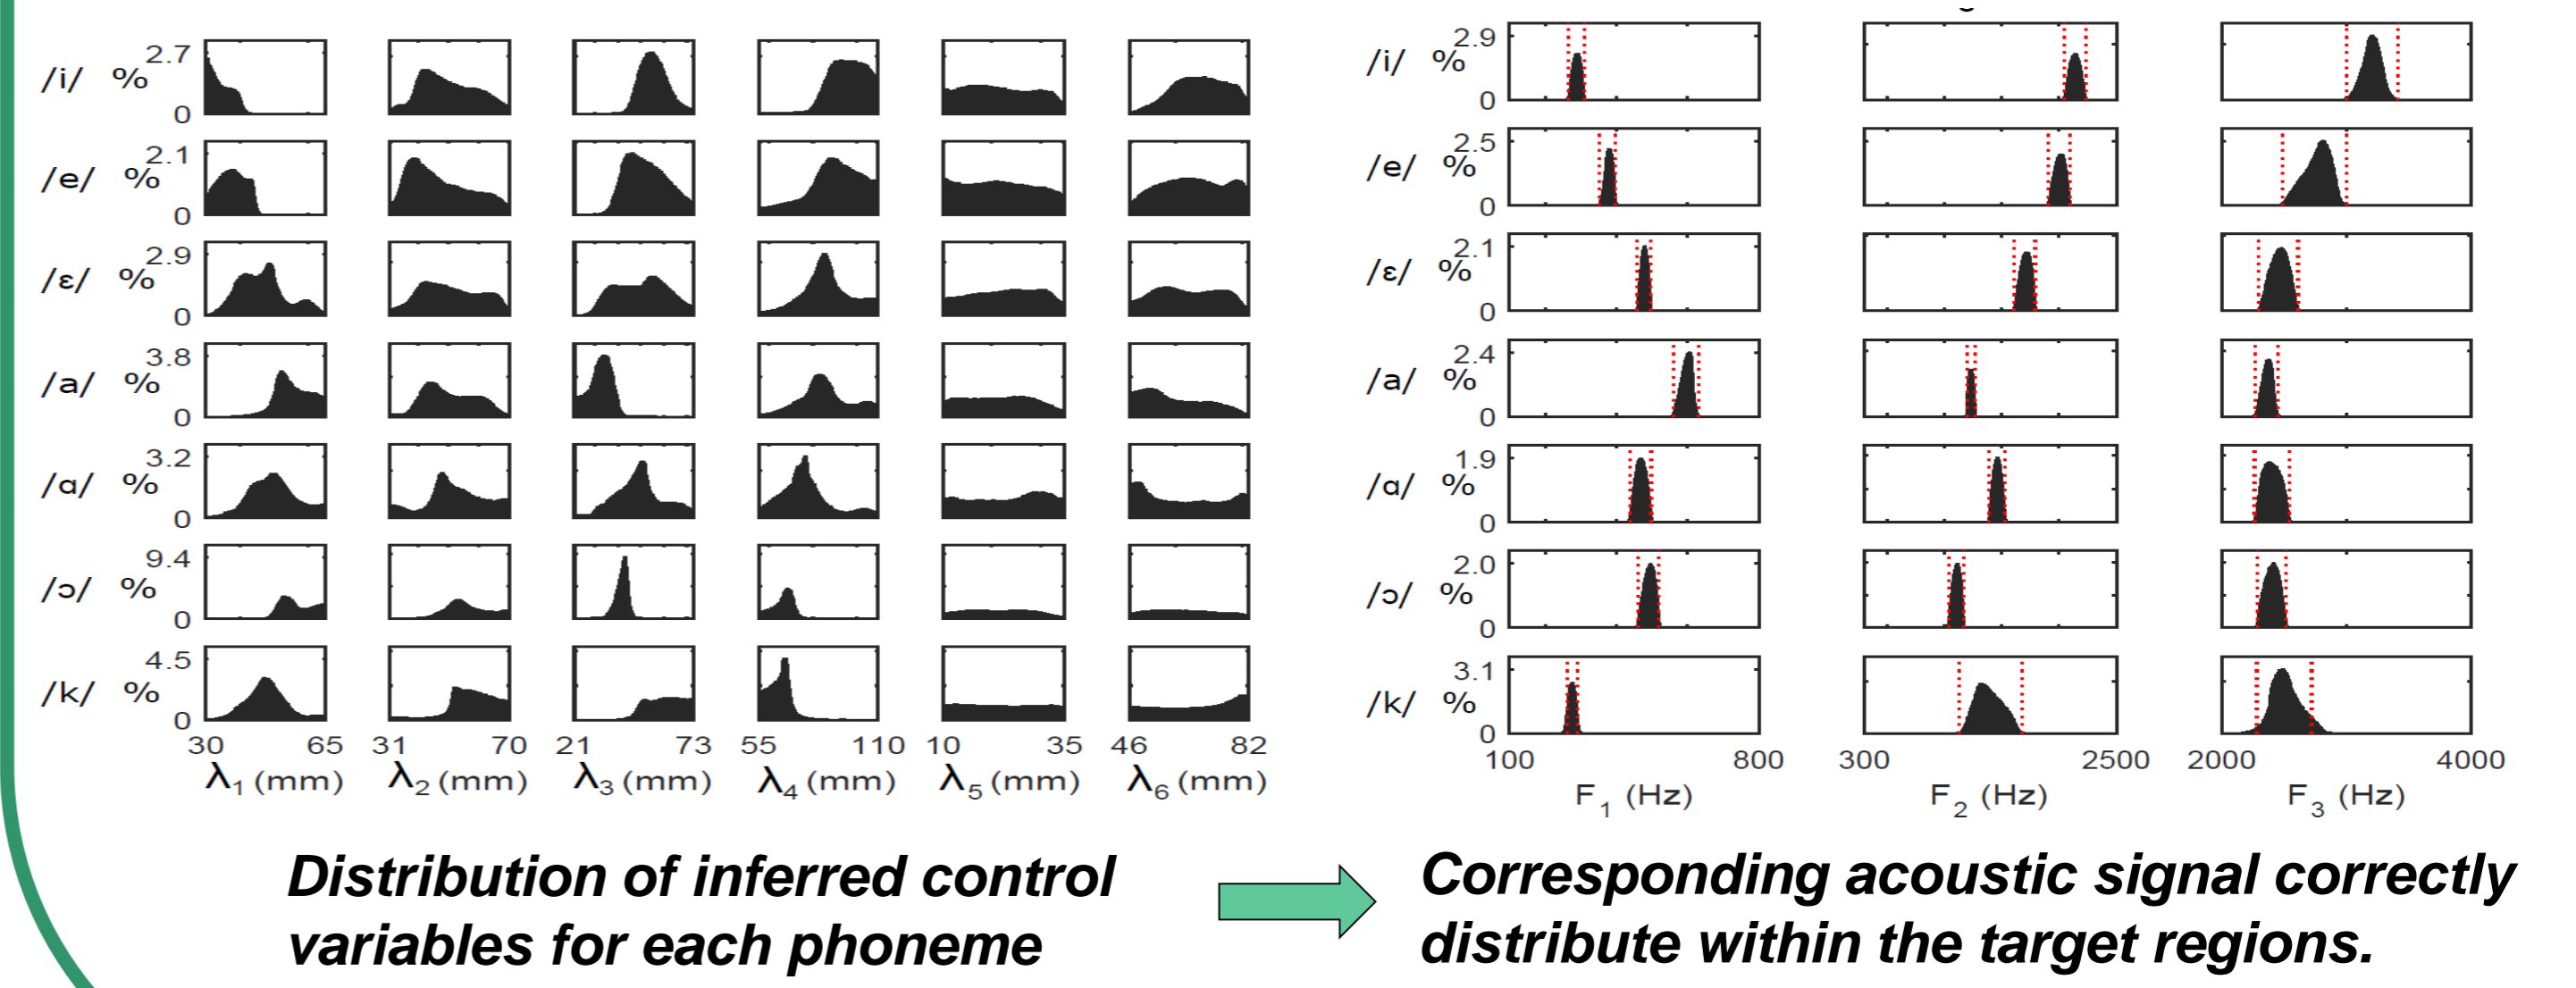 /i/ % 2.7 0
/e/ % 2.1 0
/ɛ/ % 2.9 0
/a/ % 3.8 0
/ɑ/ % 3.2 0
/ɔ/ % 9.4 0
/k/ % 4.5 0
30 65 31 70 21 73 55 110 10 35 46 82
λ1 (mm) λ2 (mm) λ3 (mm) λ4 (mm) λ5 (mm) λ6 (mm)
/i/ % 2.9 0
/e/ % 2.5 0
/ɛ/ % 2.1 0
/a/ % 2.4 0
/ɑ/ % 1.9 0
/ɔ/ % 2.0 0
/k/ % 3.1 0
100 800 300 2500 2000 4000
F1 (Hz) F2 (Hz) F3 (Hz)
Distribution of inferred control
variables for each phoneme
Corresponding acoustic signal correctly
distribute within the target regions.